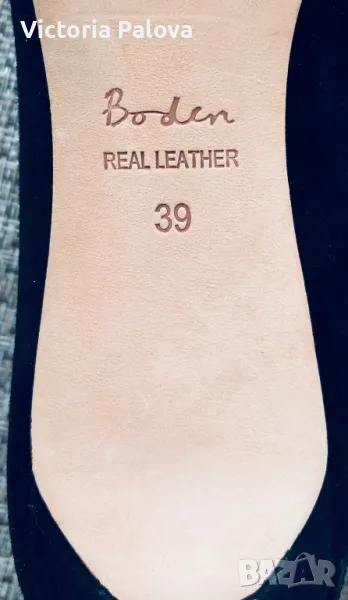 Victoria Palova
Boden
REAL LEATHER
39
BAZAR